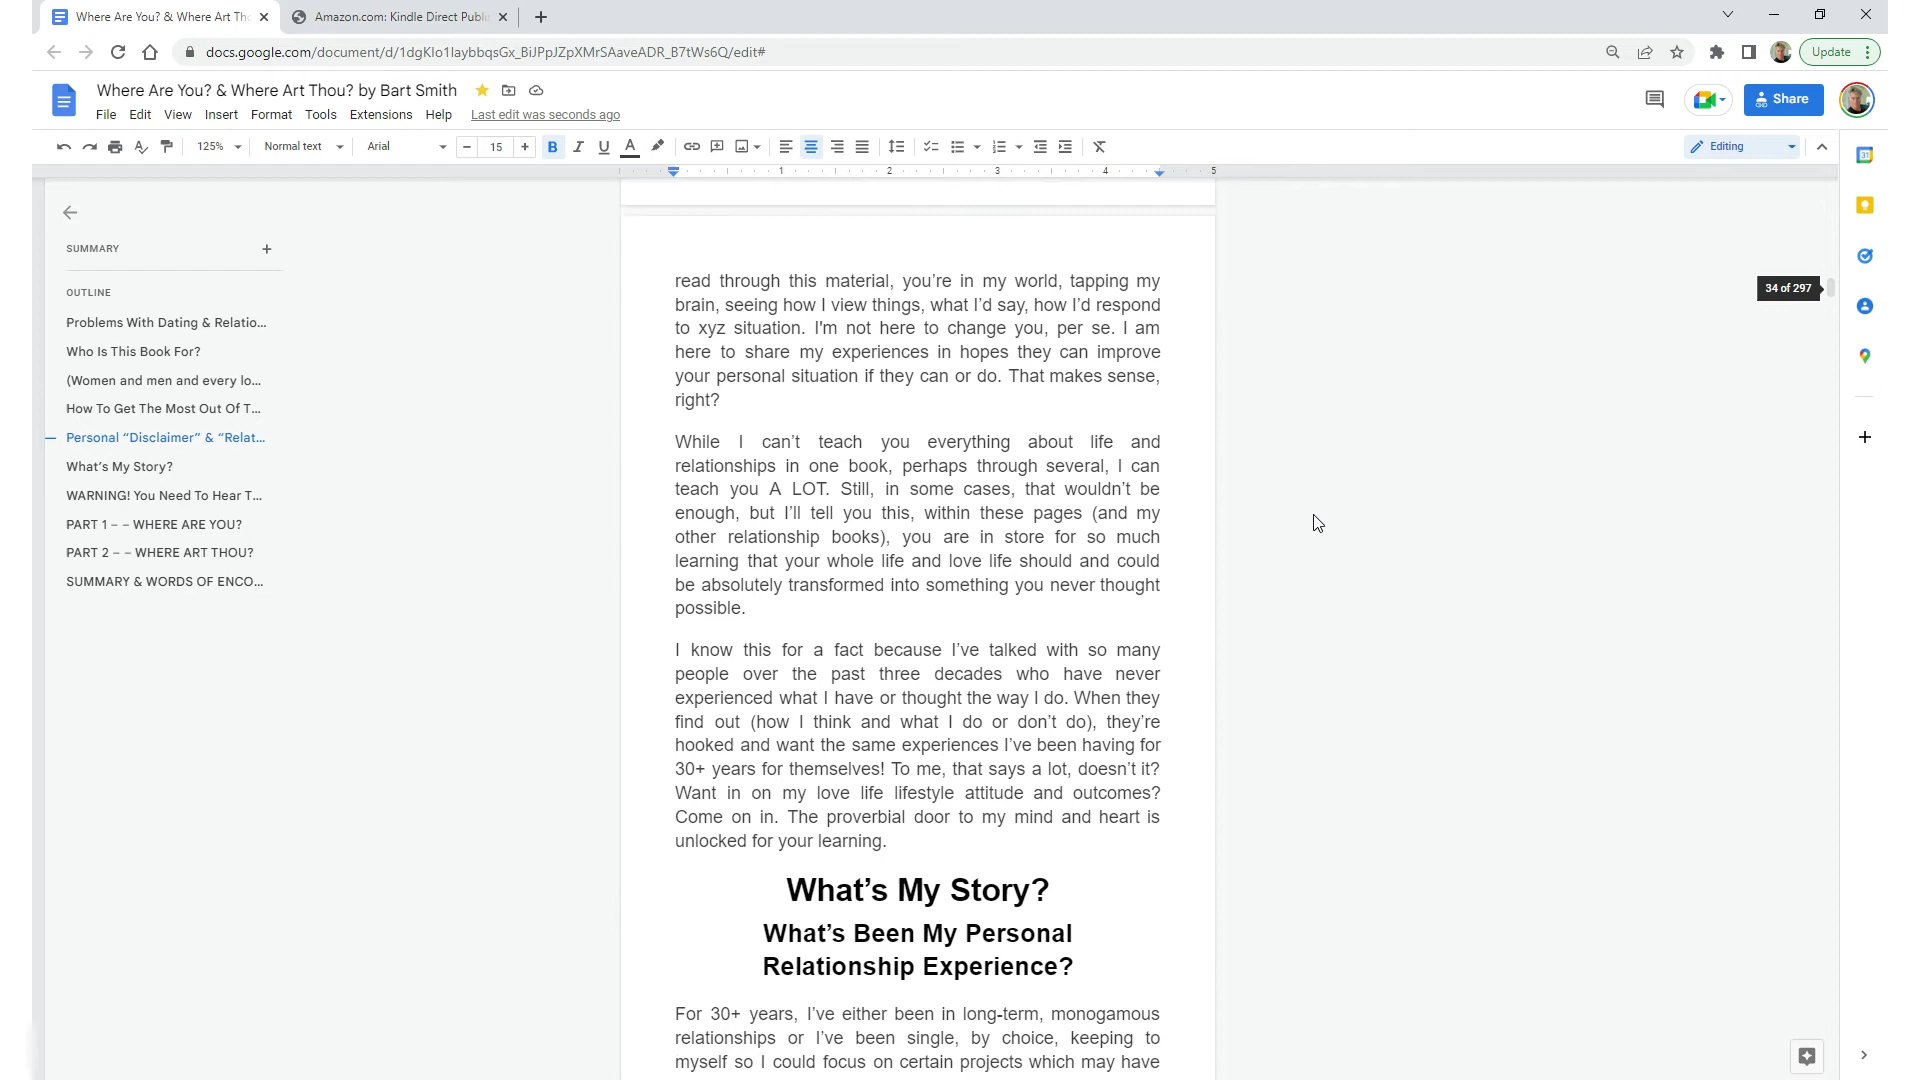 Where Are You? & Where Art Tho
Amazon.com: Kindle Direct Publi
docs.google.com/document/d/1dgKIo1IaybbqsGx_BiJPpJZpXMrSAaveADR_B7tWs6Q/edit#
Update
Where Are You? & Where Art Thou? by Bart Smith
File Edit View Insert Format Tools Extensions Help Last edit was seconds ago
Share
125% Normal text Arial 15 B I U A Editing
1 2 3 4 5
SUMMARY
OUTLINE
Problems With Dating & Relatio...
Who Is This Book For?
(Women and men and every lo...
How To Get The Most Out Of T...
Personal “Disclaimer” & “Relat...
What’s My Story?
WARNING! You Need To Hear T...
PART 1 – – WHERE ARE YOU?
PART 2 – – WHERE ART THOU?
SUMMARY & WORDS OF ENCO...
read through this material, you’re in my world, tapping my
brain, seeing how I view things, what I’d say, how I’d respond
to xyz situation. I'm not here to change you, per se. I am
here to share my experiences in hopes they can improve
your personal situation if they can or do. That makes sense,
right?
While I can’t teach you everything about life and
relationships in one book, perhaps through several, I can
teach you A LOT. Still, in some cases, that wouldn’t be
enough, but I’ll tell you this, within these pages (and my
other relationship books), you are in store for so much
learning that your whole life and love life should and could
be absolutely transformed into something you never thought
possible.
I know this for a fact because I’ve talked with so many
people over the past three decades who have never
experienced what I have or thought the way I do. When they
find out (how I think and what I do or don’t do), they’re
hooked and want the same experiences I’ve been having for
30+ years for themselves! To me, that says a lot, doesn’t it?
Want in on my love life lifestyle attitude and outcomes?
Come on in. The proverbial door to my mind and heart is
unlocked for your learning.
What’s My Story?
What’s Been My Personal
Relationship Experience?
For 30+ years, I’ve either been in long-term, monogamous
relationships or I’ve been single, by choice, keeping to
myself so I could focus on certain projects which may have
34 of 297